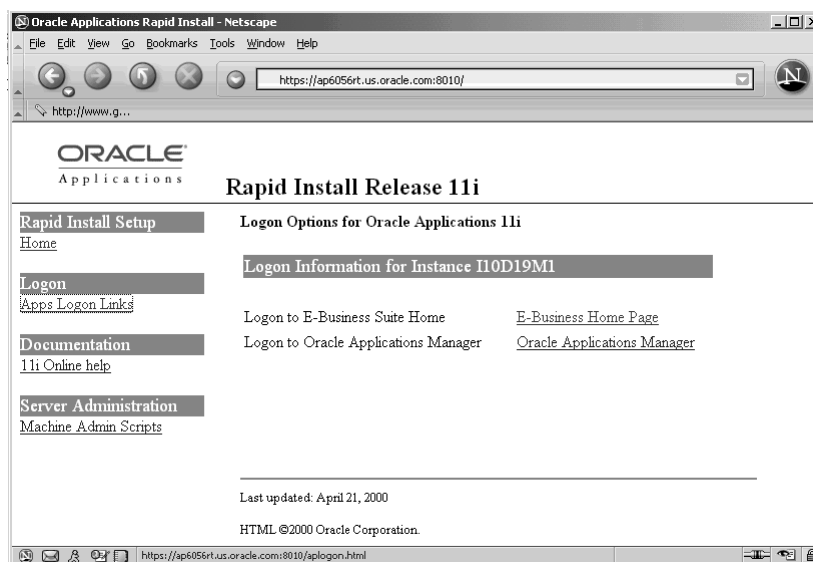 Oracle Applications Rapid Install - Netscape
File Edit View Go Bookmarks Tools Window Help
https://ap6056rt.us.oracle.com:8010/
N
http://www.g...
ORACLE
Applications
Rapid Install Release 11i
Rapid Install Setup
Home
Logon
Apps Logon Links
Documentation
11i Online help
Server Administration
Machine Admin Scripts
Logon Options for Oracle Applications 11i
Logon Information for Instance I10D19M1
Logon to E-Business Suite Home E-Business Home Page
Logon to Oracle Applications Manager Oracle Applications Manager
Last updated: April 21, 2000
HTML ©2000 Oracle Corporation.
https://ap6056rt.us.oracle.com:8010/aplogon.html